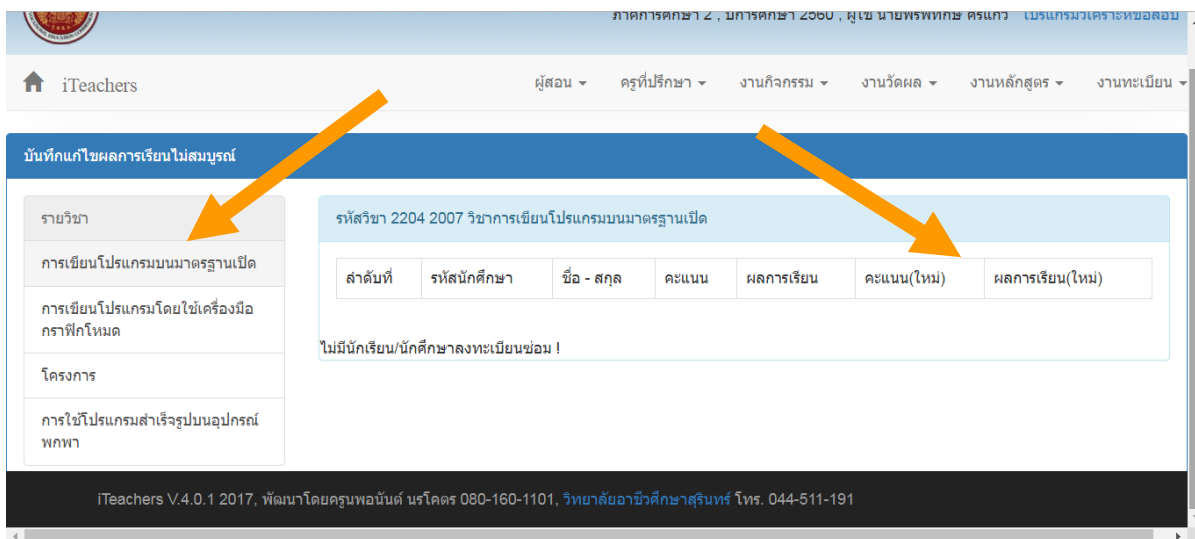 ภาคการศึกษา 2 , ปีการศึกษา 2560 , ผู้ใช้ โปรแกรมวิเคราะห์ข้อสอบ
iTeachers ผู้สอน ครูที่ปรึกษา งานกิจกรรม งานวัดผล งานหลักสูตร งานทะเบียน
บันทึกแก้ไขผลการเรียนไม่สมบูรณ์
รายวิชา
การเขียนโปรแกรมบนมาตรฐานเปิด
การเขียนโปรแกรมโดยใช้เครื่องมือ
กราฟิกโหมด
โครงการ
การใช้โปรแกรมสำเร็จรูปบนอุปกรณ์
พกพา
รหัสวิชา 2204 2007 วิชาการเขียนโปรแกรมบนมาตรฐานเปิด
ลำดับที่ รหัสนักศึกษา ชื่อ - สกุล คะแนน ผลการเรียน คะแนน(ใหม่) ผลการเรียน(ใหม่)
ไม่มีนักเรียน/นักศึกษาลงทะเบียนซ่อม !
iTeachers V.4.0.1 2017, พัฒนาโดยครูนพอนันต์ นรโคตร 080-160-1101, วิทยาลัยอาชีวศึกษาสุรินทร์ โทร. 044-511-191